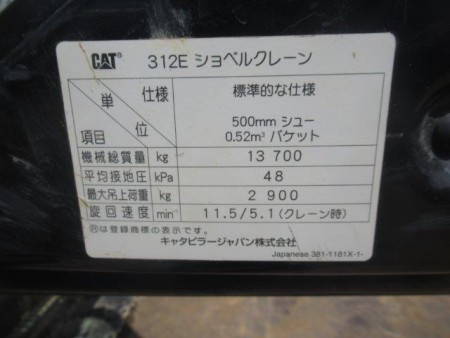 CAT® 312E ショベルクレーン
単位 仕様 標準的な仕様
項目 500mm シュー
0.52m³ バケット
機械総質量 kg 13 700
平均接地圧 kPa 48
最大吊上荷重 kg 2 900
旋回速度 min⁻¹ 11.5/5.1(クレーン時)
Ⓡは登録商標の表示です。
キャタピラージャパン株式会社
Japanese 381-1181X-1-